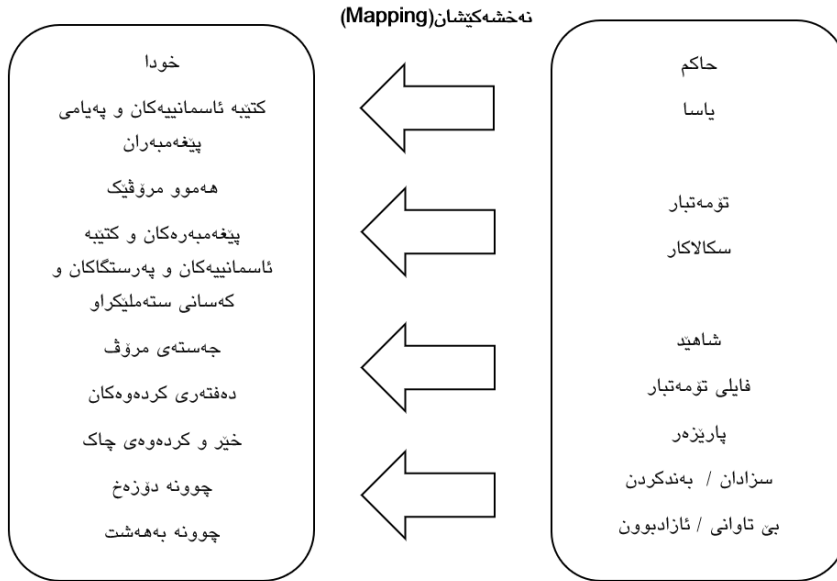 نەخشەکێشان(Mapping)
حاکم
یاسا
تۆمەتبار
سکالاکار
شاهێد
فایلی تۆمەتبار
پارێزەر
سزادان / بەندکردن
بێ تاوانی / ئازادبوون
خودا
کتێبە ئاسمانییەکان و پەیامی
پێغەمبەران
هەموو مرۆڤێک
پێغەمبەرەکان و کتێبە
ئاسمانییەکان و پەرستگاکان و
کەسانی ستەملێکراو
جەستەی مرۆڤ
دەفتەری کردەوەکان
خێر و کردەوەی چاک
چوونە دۆزەخ
چوونە بەهەشت